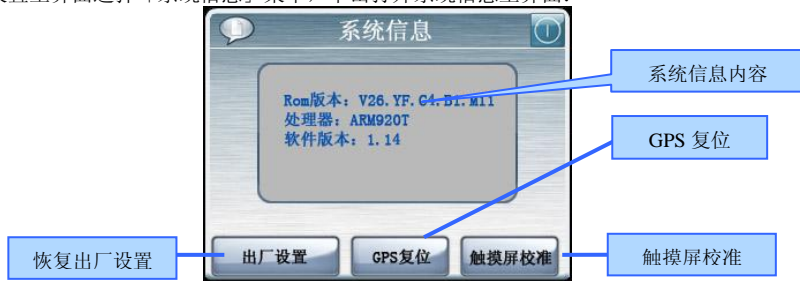 系统信息
系统信息内容
Rom版本: V26.YF.G4.B1.M11
处理器: ARM920T
软件版本: 1.14
GPS 复位
恢复出厂设置
出厂设置
GPS复位
触摸屏校准
触摸屏校准